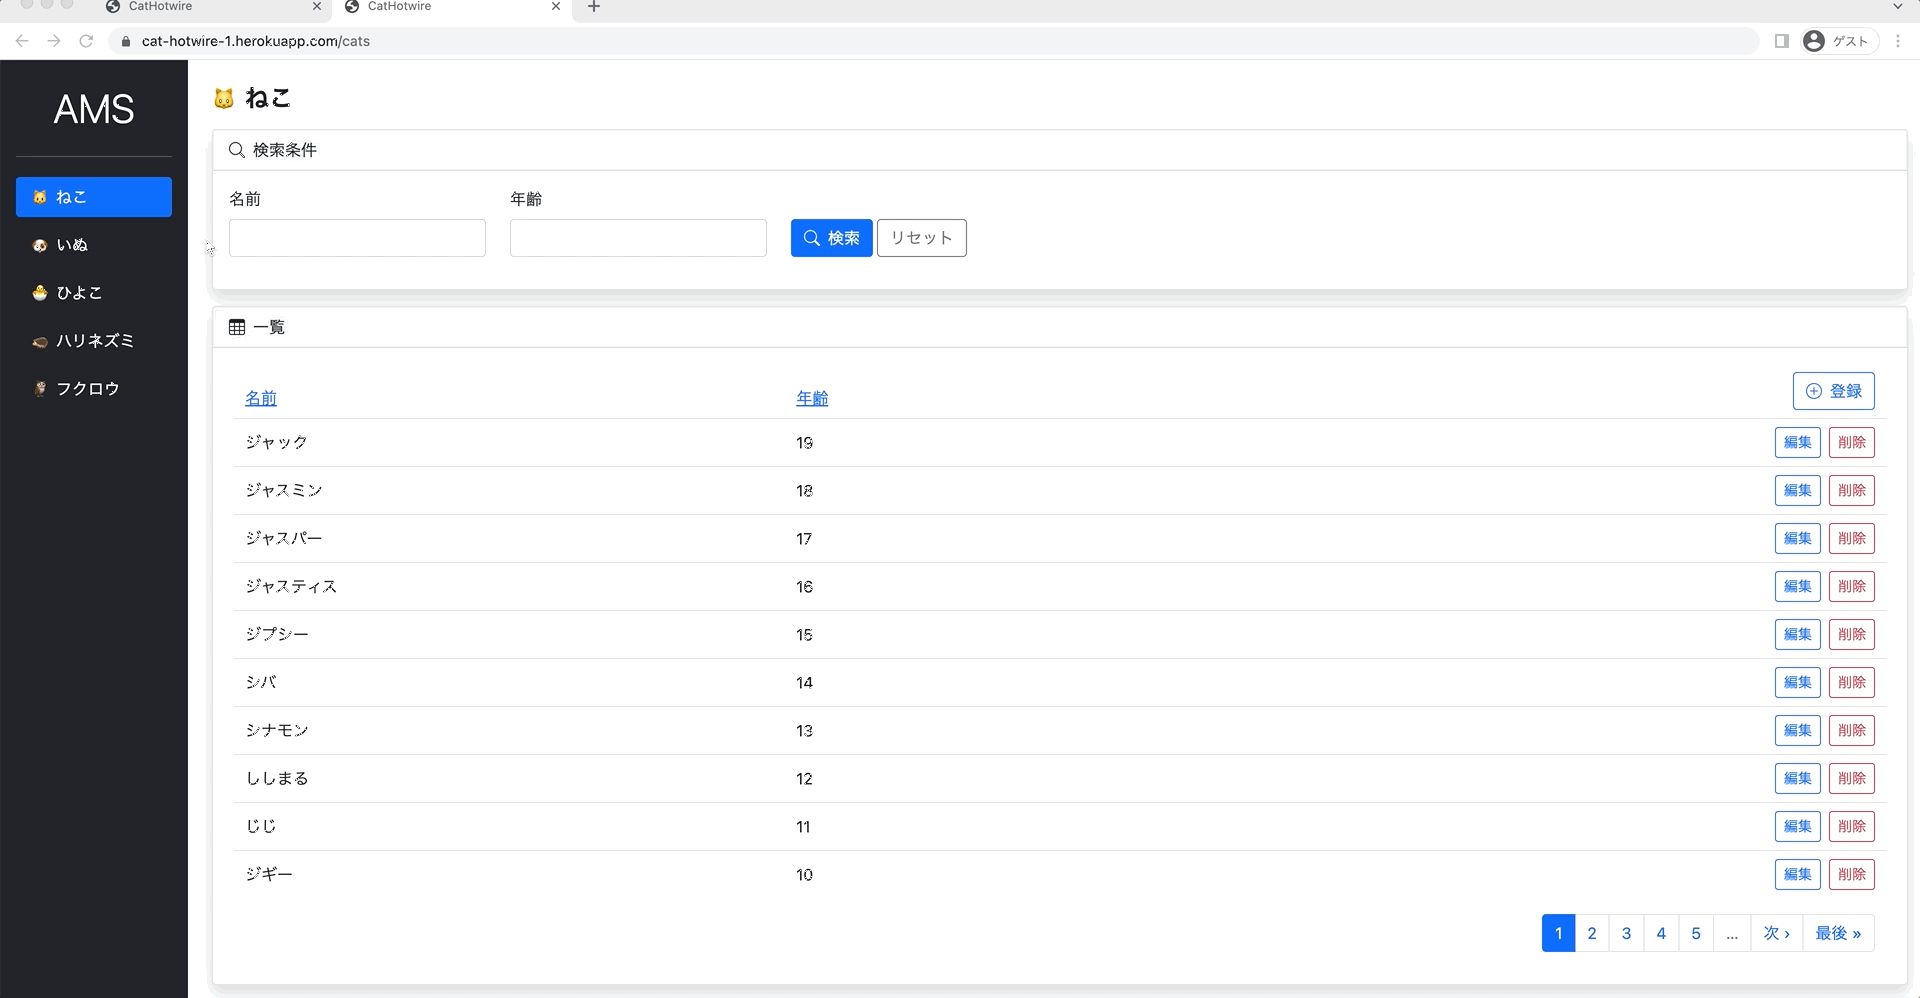 CatHotwire
CatHotwire
cat-hotwire-1.herokuapp.com/cats
ゲスト
AMS
ねこ
いぬ
ひよこ
ハリネズミ
フクロウ
ねこ
検索条件
名前 年齢
検索 リセット
一覧
名前 年齢 登録
ジャック 19 編集 削除
ジャスミン 18 編集 削除
ジャスパー 17 編集 削除
ジャスティス 16 編集 削除
ジプシー 15 編集 削除
シバ 14 編集 削除
シナモン 13 編集 削除
ししまる 12 編集 削除
じじ 11 編集 削除
ジギー 10 編集 削除
1 2 3 4 5 ... 次 › 最後 »